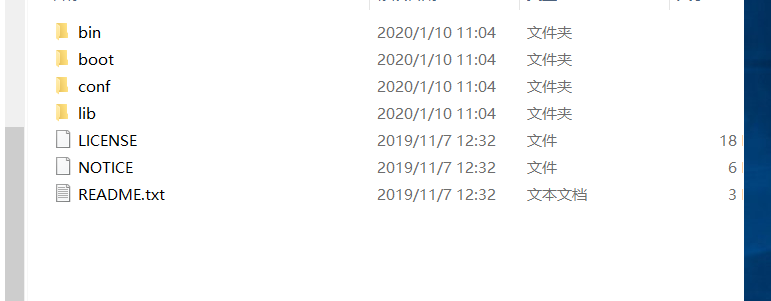 bin 2020/1/10 11:04 文件夹
boot 2020/1/10 11:04 文件夹
conf 2020/1/10 11:04 文件夹
lib 2020/1/10 11:04 文件夹
LICENSE 2019/11/7 12:32 文件 18
NOTICE 2019/11/7 12:32 文件 6
README.txt 2019/11/7 12:32 文本文档 3